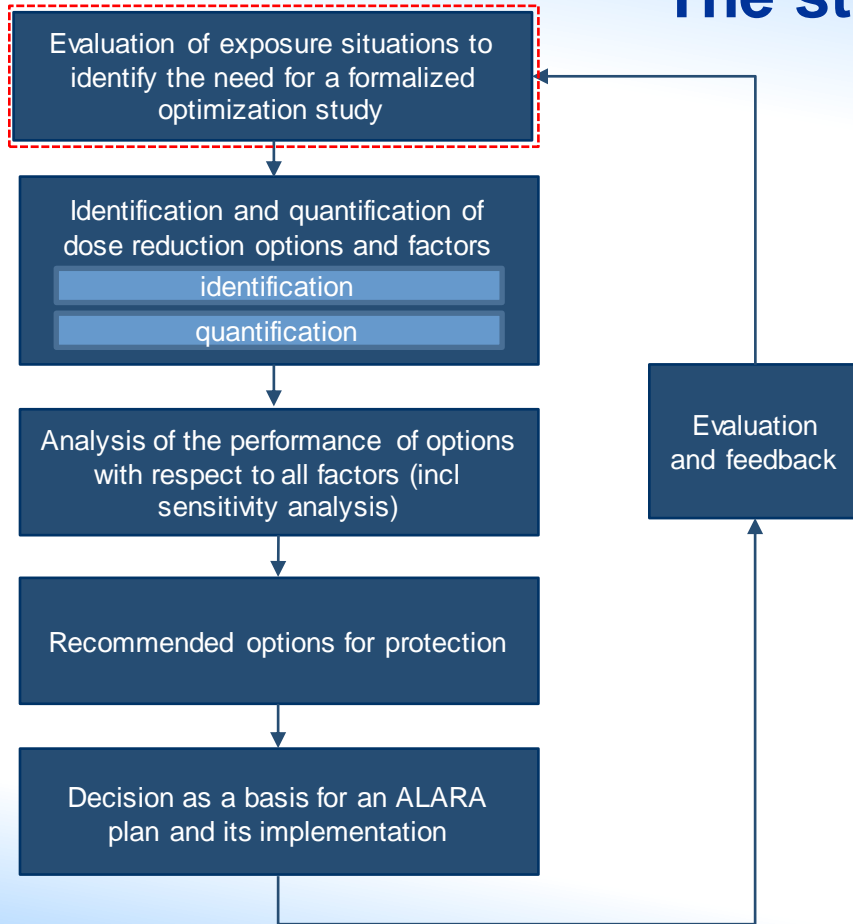 The st
Evaluation of exposure situations to
identify the need for a formalized
optimization study
Identification and quantification of
dose reduction options and factors
identification
quantification
Analysis of the performance of options
with respect to all factors (incl
sensitivity analysis)
Evaluation
and feedback
Recommended options for protection
Decision as a basis for an ALARA
plan and its implementation